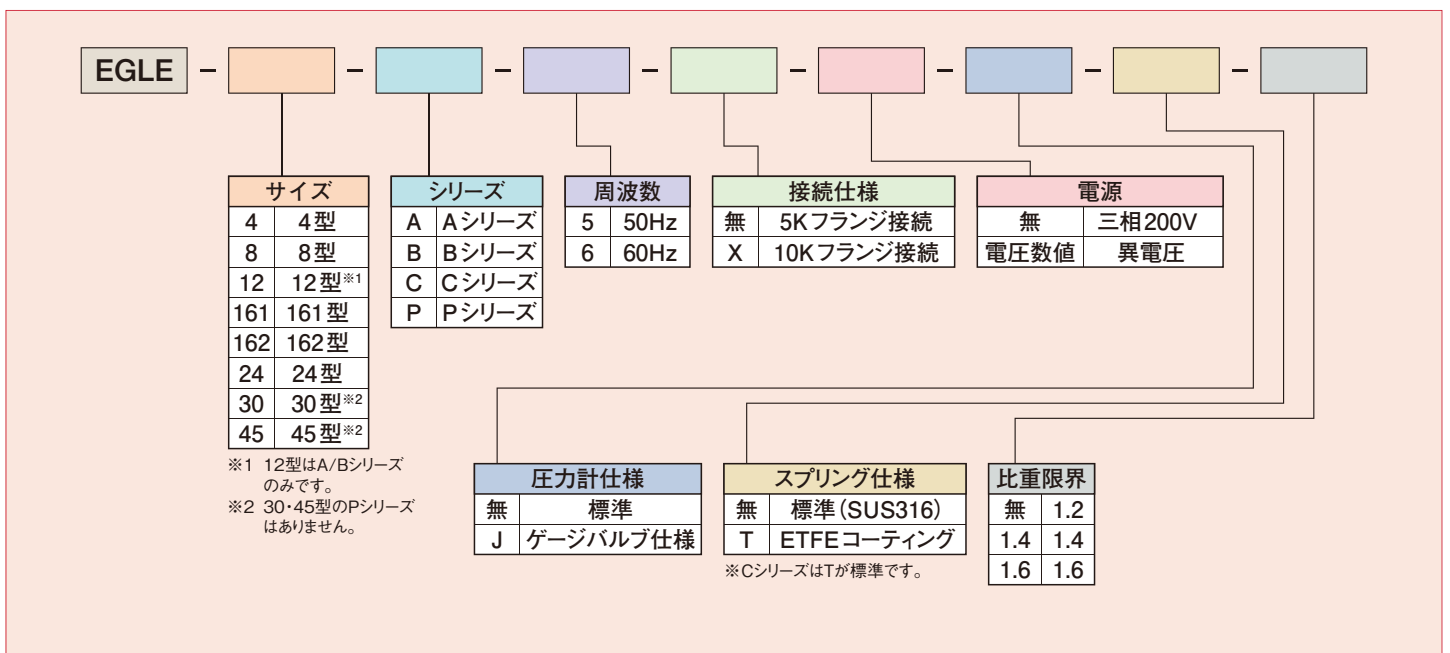 EGLE - - - - - - - -
サイズ
4 4型
8 8型
12 12型※1
161 161型
162 162型
24 24型
30 30型※2
45 45型※2
※1 12型はA/Bシリーズ
のみです。
※2 30・45型のPシリーズ
はありません。
シリーズ
A Aシリーズ
B Bシリーズ
C Cシリーズ
P Pシリーズ
周波数
5 50Hz
6 60Hz
接続仕様
無 5Kフランジ接続
X 10Kフランジ接続
電源
無 三相200V
電圧数値 異電圧
圧力計仕様
無 標準
J ゲージバルブ仕様
スプリング仕様
無 標準(SUS316)
T ETFEコーティング
※CシリーズはTが標準です。
比重限界
無 1.2
1.4 1.4
1.6 1.6